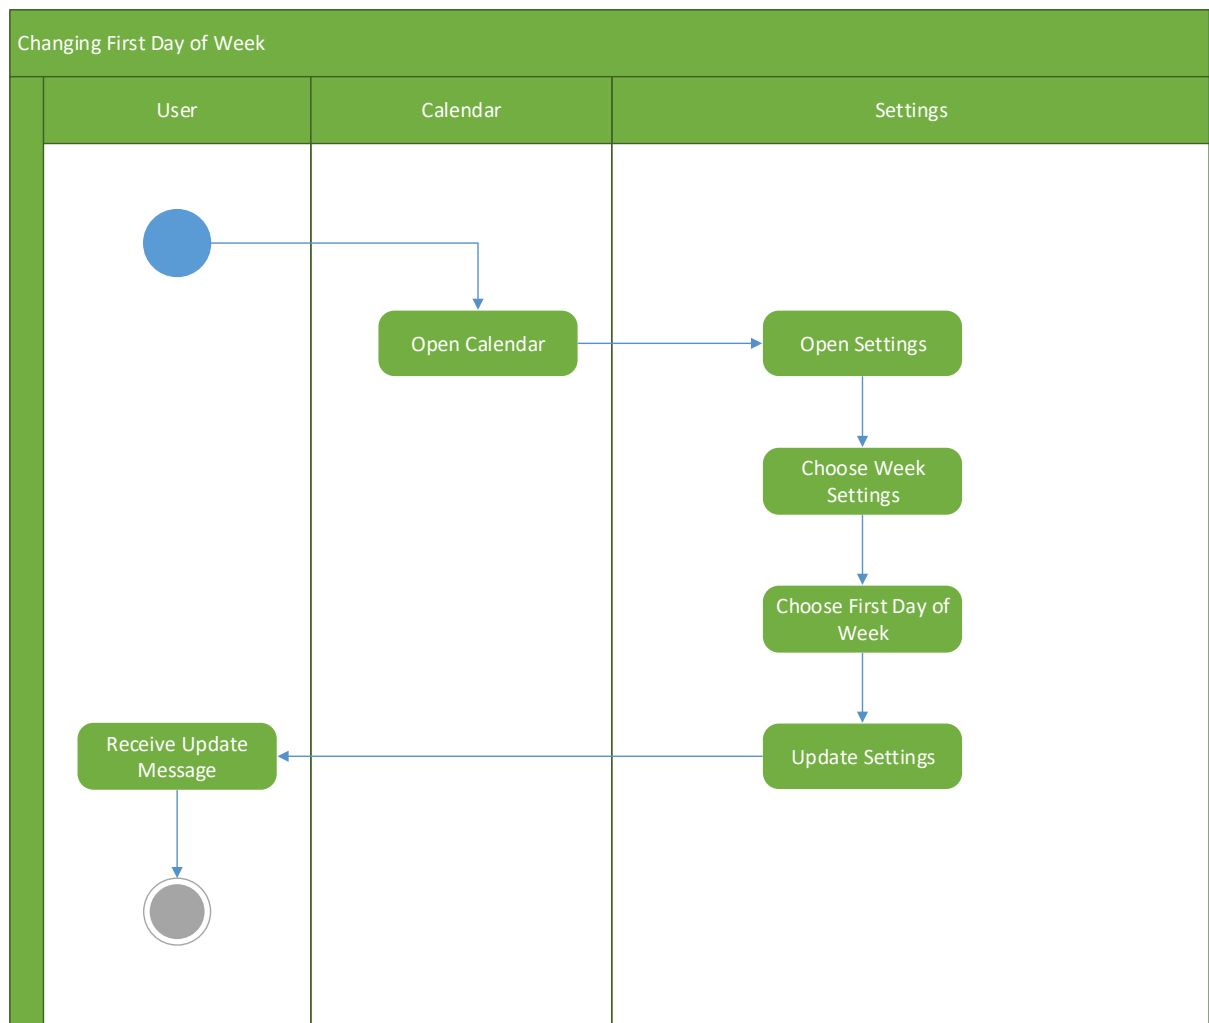 Changing First Day of Week
User
Calendar
Settings
Open Calendar
Open Settings
Choose Week
Settings
Choose First Day of
Week
Receive Update
Message
Update Settings